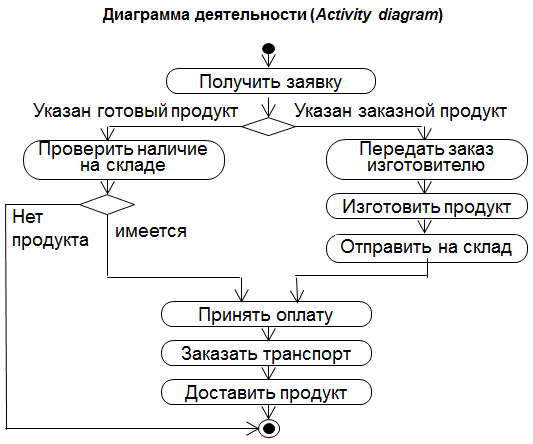 Диаграмма деятельности (Activity diagram)
Получить заявку
Указан готовый продукт
Указан заказной продукт
Проверить наличие
на складе
Передать заказ
изготовителю
Изготовить продукт
Нет
продукта
имеется
Отправить на склад
Принять оплату
Заказать транспорт
Доставить продукт